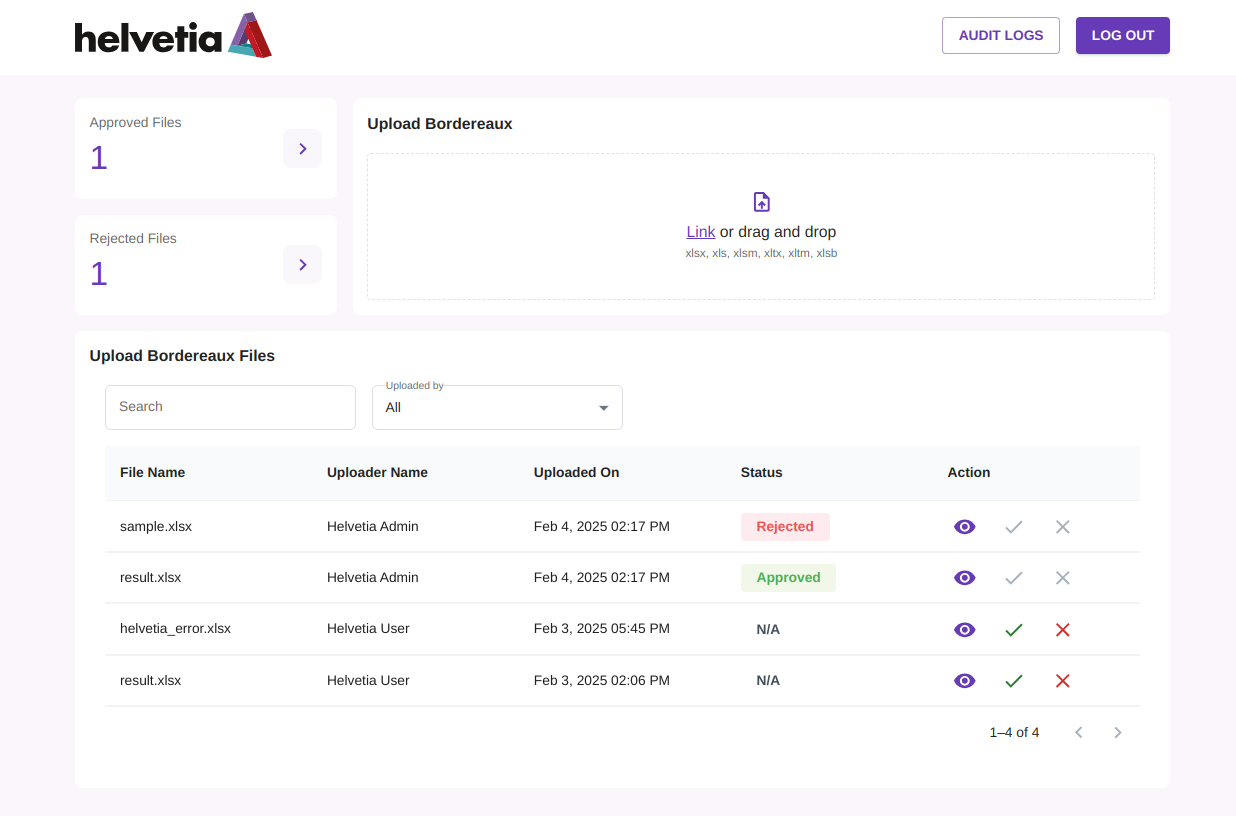 helvetia
AUDIT LOGS
LOG OUT
Approved Files
1
Rejected Files
1
Upload Bordereaux
Link or drag and drop
xlsx, xls, xlsm, xltx, xltm, xlsb
Upload Bordereaux Files
Search
Uploaded by
All
File Name Uploader Name Uploaded On Status Action
sample.xlsx Helvetia Admin Feb 4, 2025 02:17 PM Rejected
result.xlsx Helvetia Admin Feb 4, 2025 02:17 PM Approved
helvetia_error.xlsx Helvetia User Feb 3, 2025 05:45 PM N/A
result.xlsx Helvetia User Feb 3, 2025 02:06 PM N/A
1–4 of 4